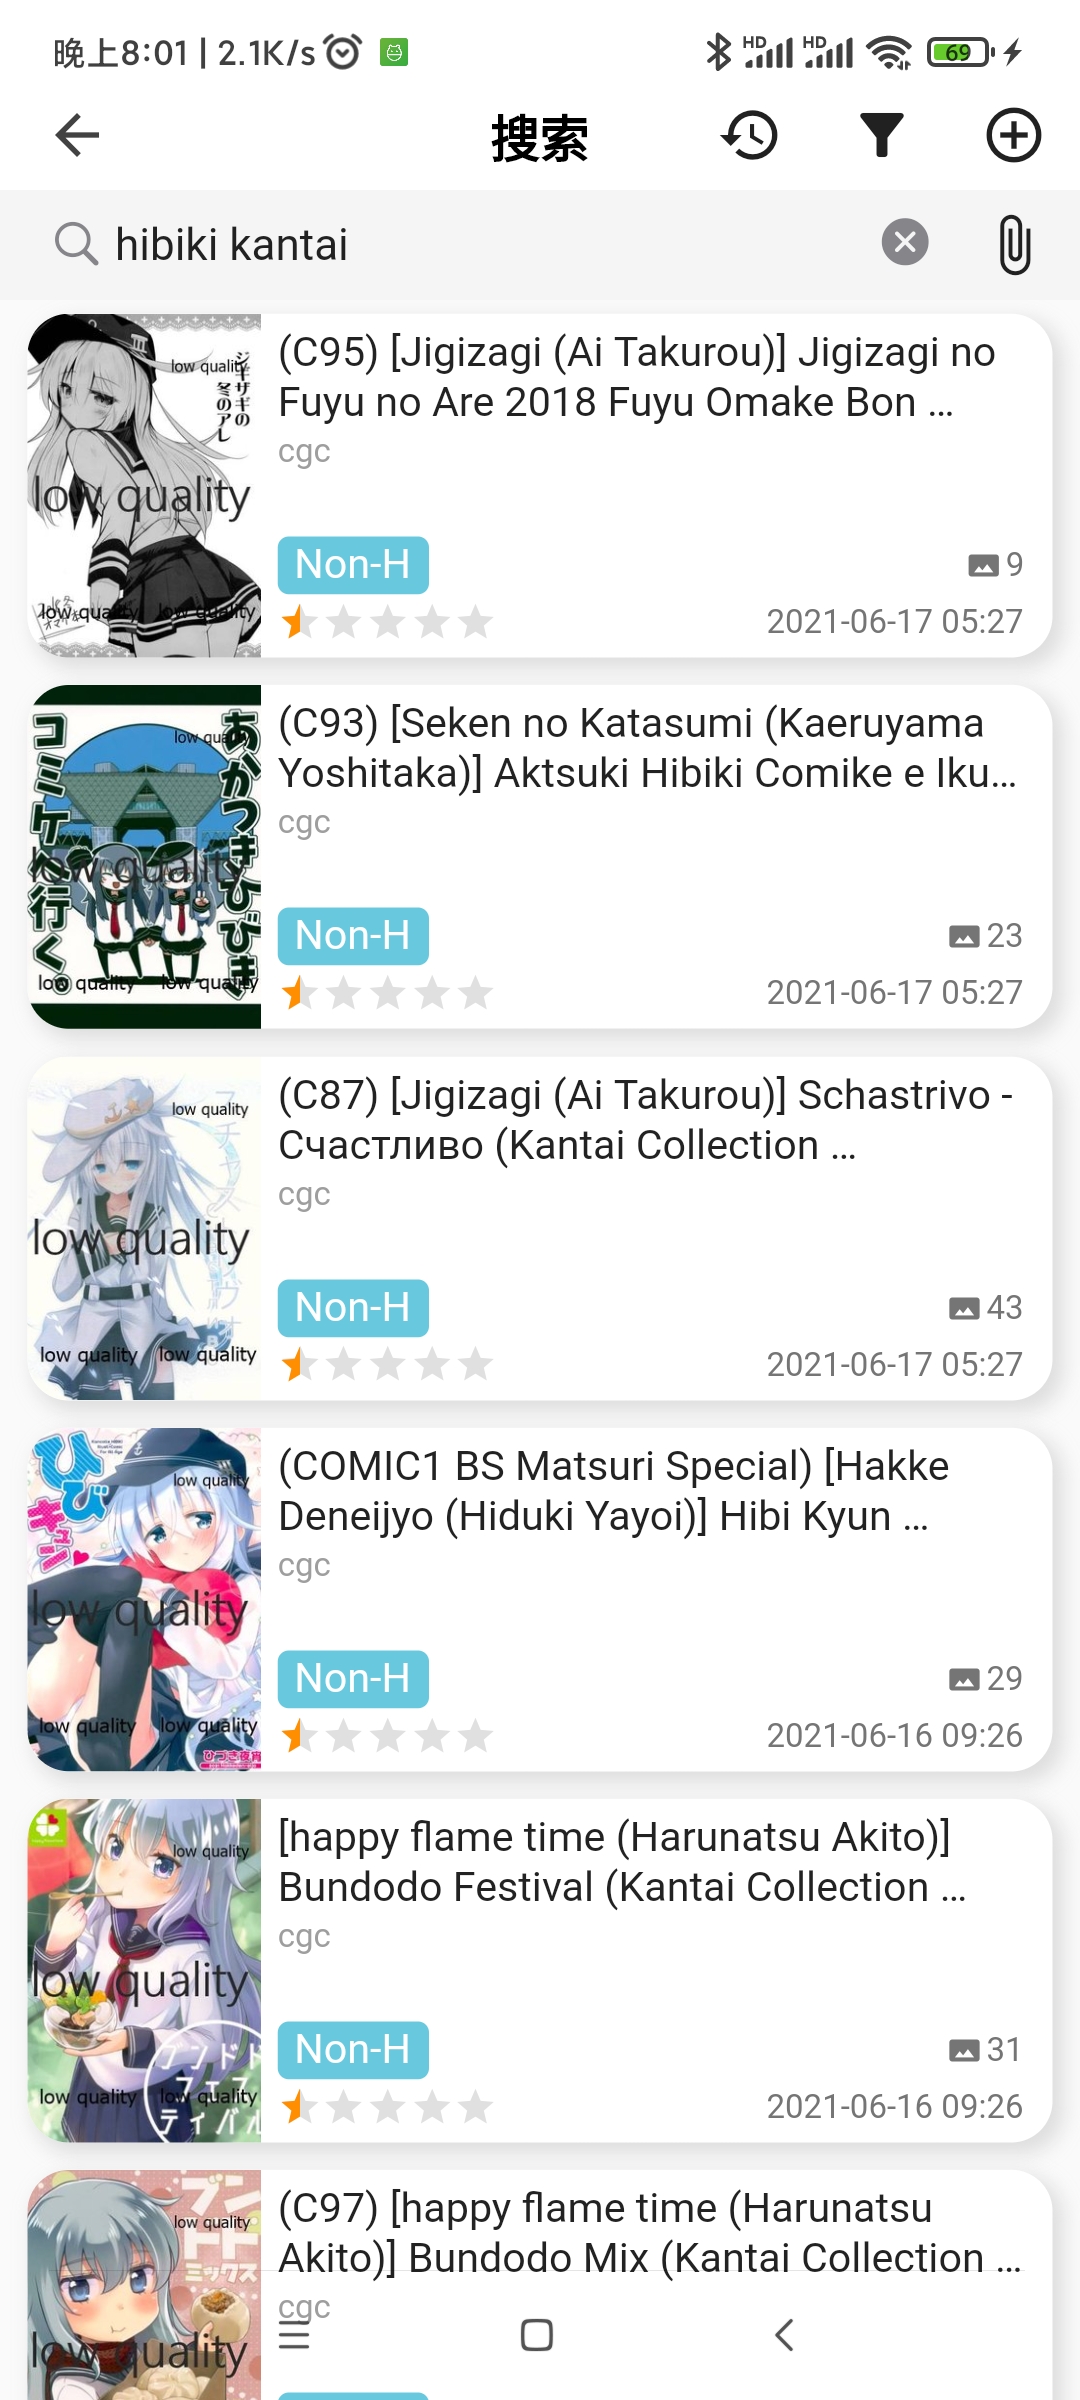 晚上8:01 | 2.1K/s
HD
HD
69
搜索
hibiki kantai
ジギザギの
冬のアレ
low quality
low quality
low quality
low quality
(C95) [Jigizagi (Ai Takurou)] Jigizagi no
Fuyu no Are 2018 Fuyu Omake Bon ...
cgc
Non-H
9
2021-06-17 05:27
あかつきひびき
コミケへ行く。
low quality
low quality
low quality
low quality
(C93) [Seken no Katasumi (Kaeruyama
Yoshitaka)] Aktsuki Hibiki Comike e Iku...
cgc
Non-H
23
2021-06-17 05:27
low quality
low quality
low quality
low quality
(C87) [Jigizagi (Ai Takurou)] Schastrivo -
Счастливо (Kantai Collection ...
cgc
Non-H
43
2021-06-17 05:27
ひび
キュン
low quality
low quality
low quality
low quality
ひづき夜宵
(COMIC1 BS Matsuri Special) [Hakke
Deneijyo (Hiduki Yayoi)] Hibi Kyun ...
cgc
Non-H
29
2021-06-16 09:26
low quality
low quality
low quality
low quality
ブンドド
フェス
ティバル
[happy flame time (Harunatsu Akito)]
Bundodo Festival (Kantai Collection ...
cgc
Non-H
31
2021-06-16 09:26
ブン
ドド
ミックス
low quality
low quality
(C97) [happy flame time (Harunatsu
Akito)] Bundodo Mix (Kantai Collection ...
cgc